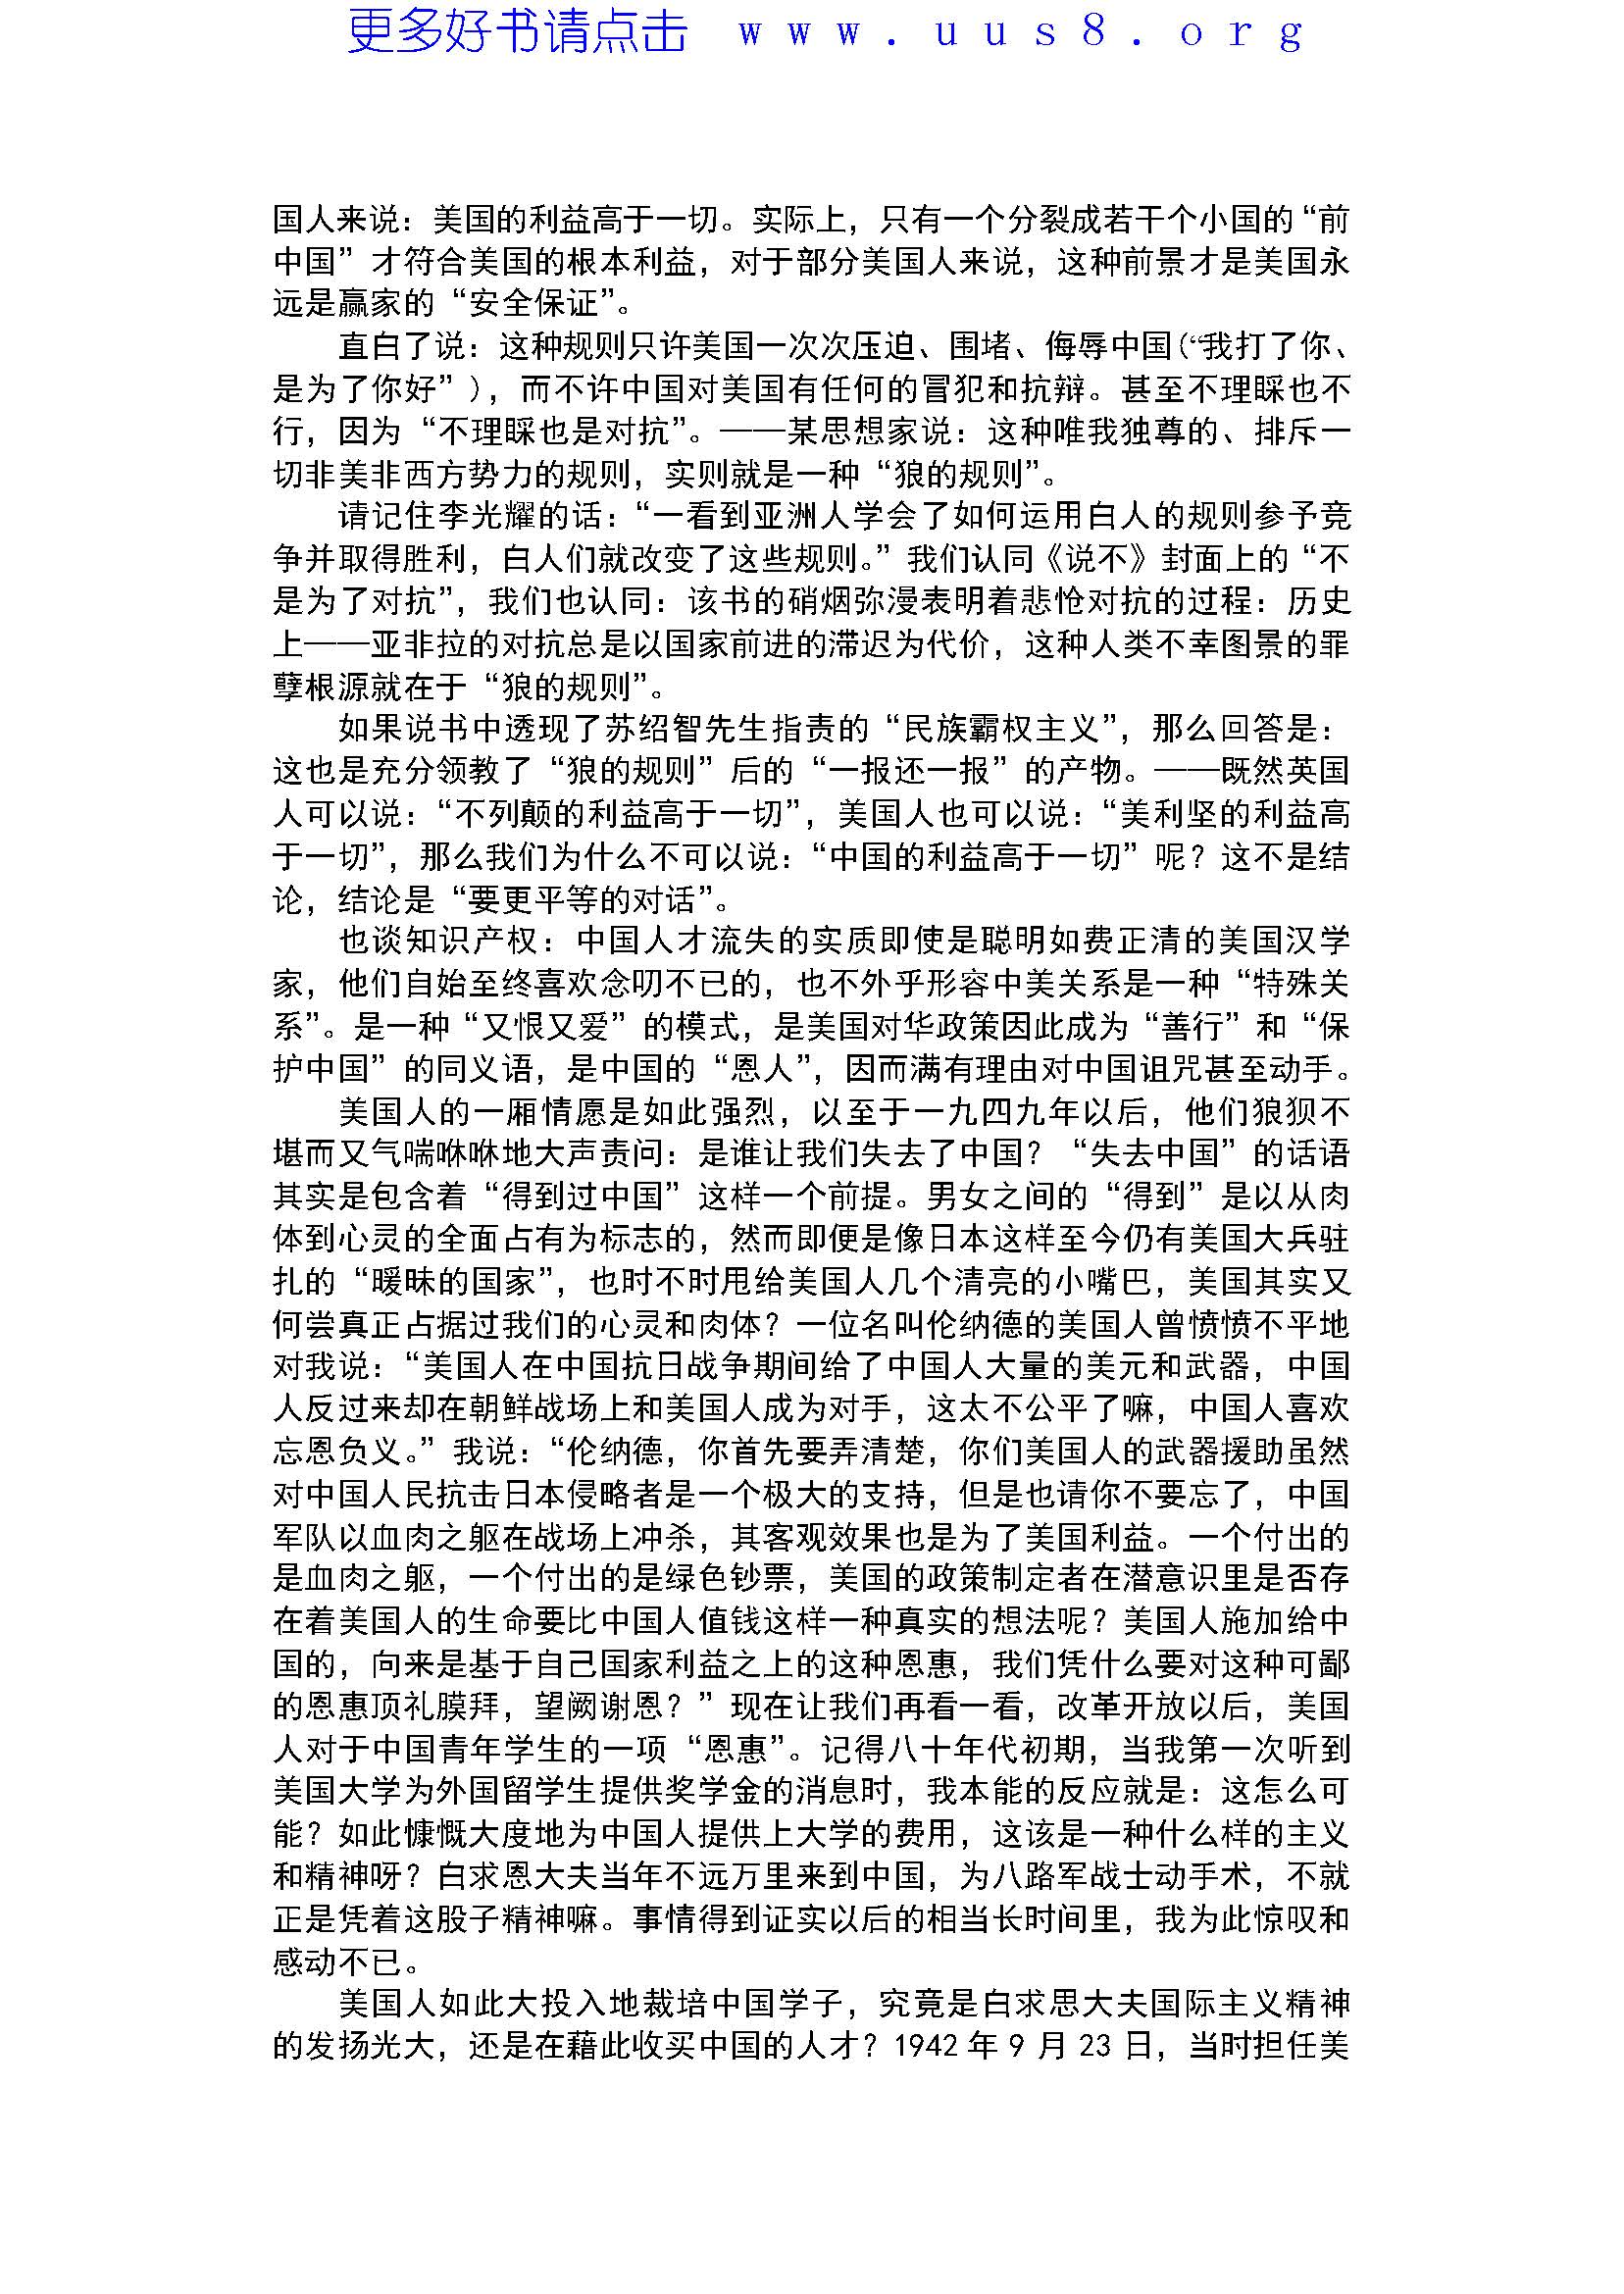 更多好书请点击 www.uus8.org
国人来说：美国的利益高于一切。实际上，只有一个分裂成若干个小国的“前
中国”才符合美国的根本利益，对于部分美国人来说，这种前景才是美国永
远是赢家的“安全保证”。
直白了说：这种规则只许美国一次次压迫、围堵、侮辱中国(“我打了你、
是为了你好”)，而不许中国对美国有任何的冒犯和抗辩。甚至不理睬也不
行，因为“不理睬也是对抗”。——某思想家说：这种唯我独尊的、排斥一
切非美非西方势力的规则，实则就是一种“狼的规则”。
请记住李光耀的话：“一看到亚洲人学会了如何运用白人的规则参予竞
争并取得胜利，白人们就改变了这些规则。”我们认同《说不》封面上的“不
是为了对抗”，我们也认同：该书的硝烟弥漫表明着悲怆对抗的过程：历史
上——亚非拉的对抗总是以国家前进的滞迟为代价，这种人类不幸图景的罪
孽根源就在于“狼的规则”。
如果说书中透现了苏绍智先生指责的“民族霸权主义”，那么回答是：
这也是充分领教了“狼的规则”后的“一报还一报”的产物。——既然英国
人可以说：“不列颠的利益高于一切”，美国人也可以说：“美利坚的利益高
于一切”，那么我们为什么不可以说：“中国的利益高于一切”呢？这不是结
论，结论是“要更平等的对话”。
也谈知识产权：中国人才流失的实质即使是聪明如费正清的美国汉学
家，他们自始至终喜欢念叨不已的，也不外乎形容中美关系是一种“特殊关
系”。是一种“又恨又爱”的模式，是美国对华政策因此成为“善行”和“保
护中国”的同义语，是中国的“恩人”，因而满有理由对中国诅咒甚至动手。
美国人的一厢情愿是如此强烈，以至于一九四九年以后，他们狼狈不
堪而又气喘咻咻地大声责问：是谁让我们失去了中国？“失去中国”的话语
其实是包含着“得到过中国”这样一个前提。男女之间的“得到”是以从肉
体到心灵的全面占有为标志的，然而即便是像日本这样至今仍有美国大兵驻
扎的“暧昧的国家”，也时不时甩给美国人几个清亮的小嘴巴，美国其实又
何尝真正占据过我们的心灵和肉体？一位名叫伦纳德的美国人曾愤愤不平地
对我说：“美国人在中国抗日战争期间给了中国人大量的美元和武器，中国
人反过来却在朝鲜战场上和美国人成为对手，这太不公平了嘛，中国人喜欢
忘恩负义。”我说：“伦纳德，你首先要弄清楚，你们美国人的武器援助虽然
对中国人民抗击日本侵略者是一个极大的支持，但是也请你不要忘了，中国
军队以血肉之躯在战场上冲杀，其客观效果也是为了美国利益。一个付出的
是血肉之躯，一个付出的是绿色钞票，美国的政策制定者在潜意识里是否存
在着美国人的生命要比中国人值钱这样一种真实的想法呢？美国人施加给中
国的，向来是基于自己国家利益之上的这种恩惠，我们凭什么要对这种可鄙
的恩惠顶礼膜拜，望阙谢恩？”现在让我们再看一看，改革开放以后，美国
人对于中国青年学生的一项“恩惠”。记得八十年代初期，当我第一次听到
美国大学为外国留学生提供奖学金的消息时，我本能的反应就是：这怎么可
能？如此慷慨大度地为中国人提供上大学的费用，这该是一种什么样的主义
和精神呀？白求恩大夫当年不远万里来到中国，为八路军战士动手术，不就
正是凭着这股子精神嘛。事情得到证实以后的相当长时间里，我为此惊叹和
感动不已。
美国人如此大投入地裁培中国学子，究竟是白求思大夫国际主义精神
的发扬光大，还是在藉此收买中国的人才？1942 年 9 月 23 日，当时担任美